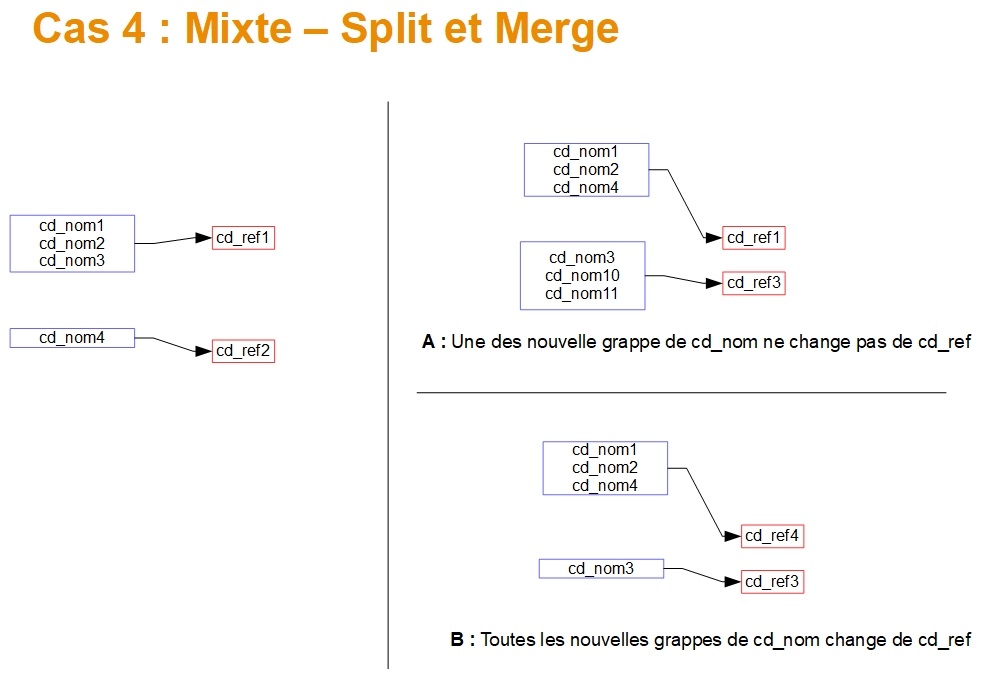 Cas 4 : Mixte – Split et Merge
cd_nom1
cd_nom2
cd_nom3
cd_ref1
cd_nom4
cd_ref2
cd_nom1
cd_nom2
cd_nom4
cd_ref1
cd_nom3
cd_nom10
cd_nom11
cd_ref3
A : Une des nouvelle grappe de cd_nom ne change pas de cd_ref
cd_nom1
cd_nom2
cd_nom4
cd_ref4
cd_nom3
cd_ref3
B : Toutes les nouvelles grappes de cd_nom change de cd_ref